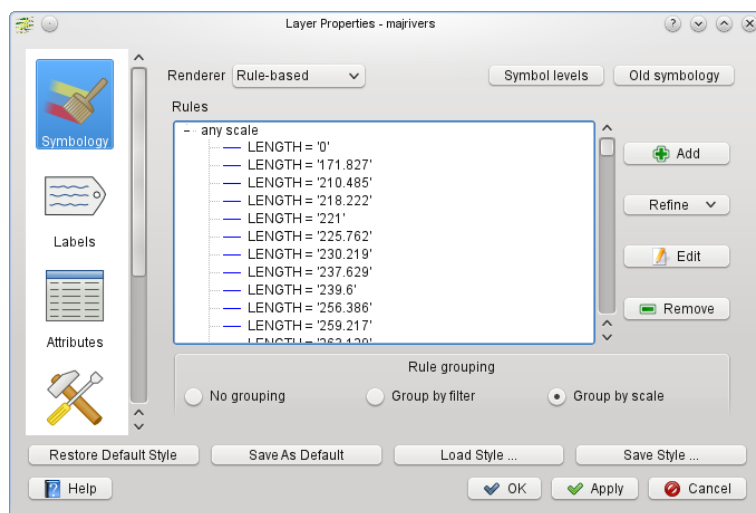 Layer Properties - majrivers
Symbology
Labels
Attributes
Renderer Rule-based
Symbol levels
Old symbology
Rules
any scale
LENGTH = '0'
LENGTH = '171.827'
LENGTH = '210.485'
LENGTH = '218.222'
LENGTH = '221'
LENGTH = '225.762'
LENGTH = '230.219'
LENGTH = '237.629'
LENGTH = '239.6'
LENGTH = '256.386'
LENGTH = '259.217'
LENGTH = '263.129'
Add
Refine
Edit
Remove
Rule grouping
No grouping
Group by filter
Group by scale
Restore Default Style
Save As Default
Load Style ...
Save Style ...
Help
OK
Apply
Cancel